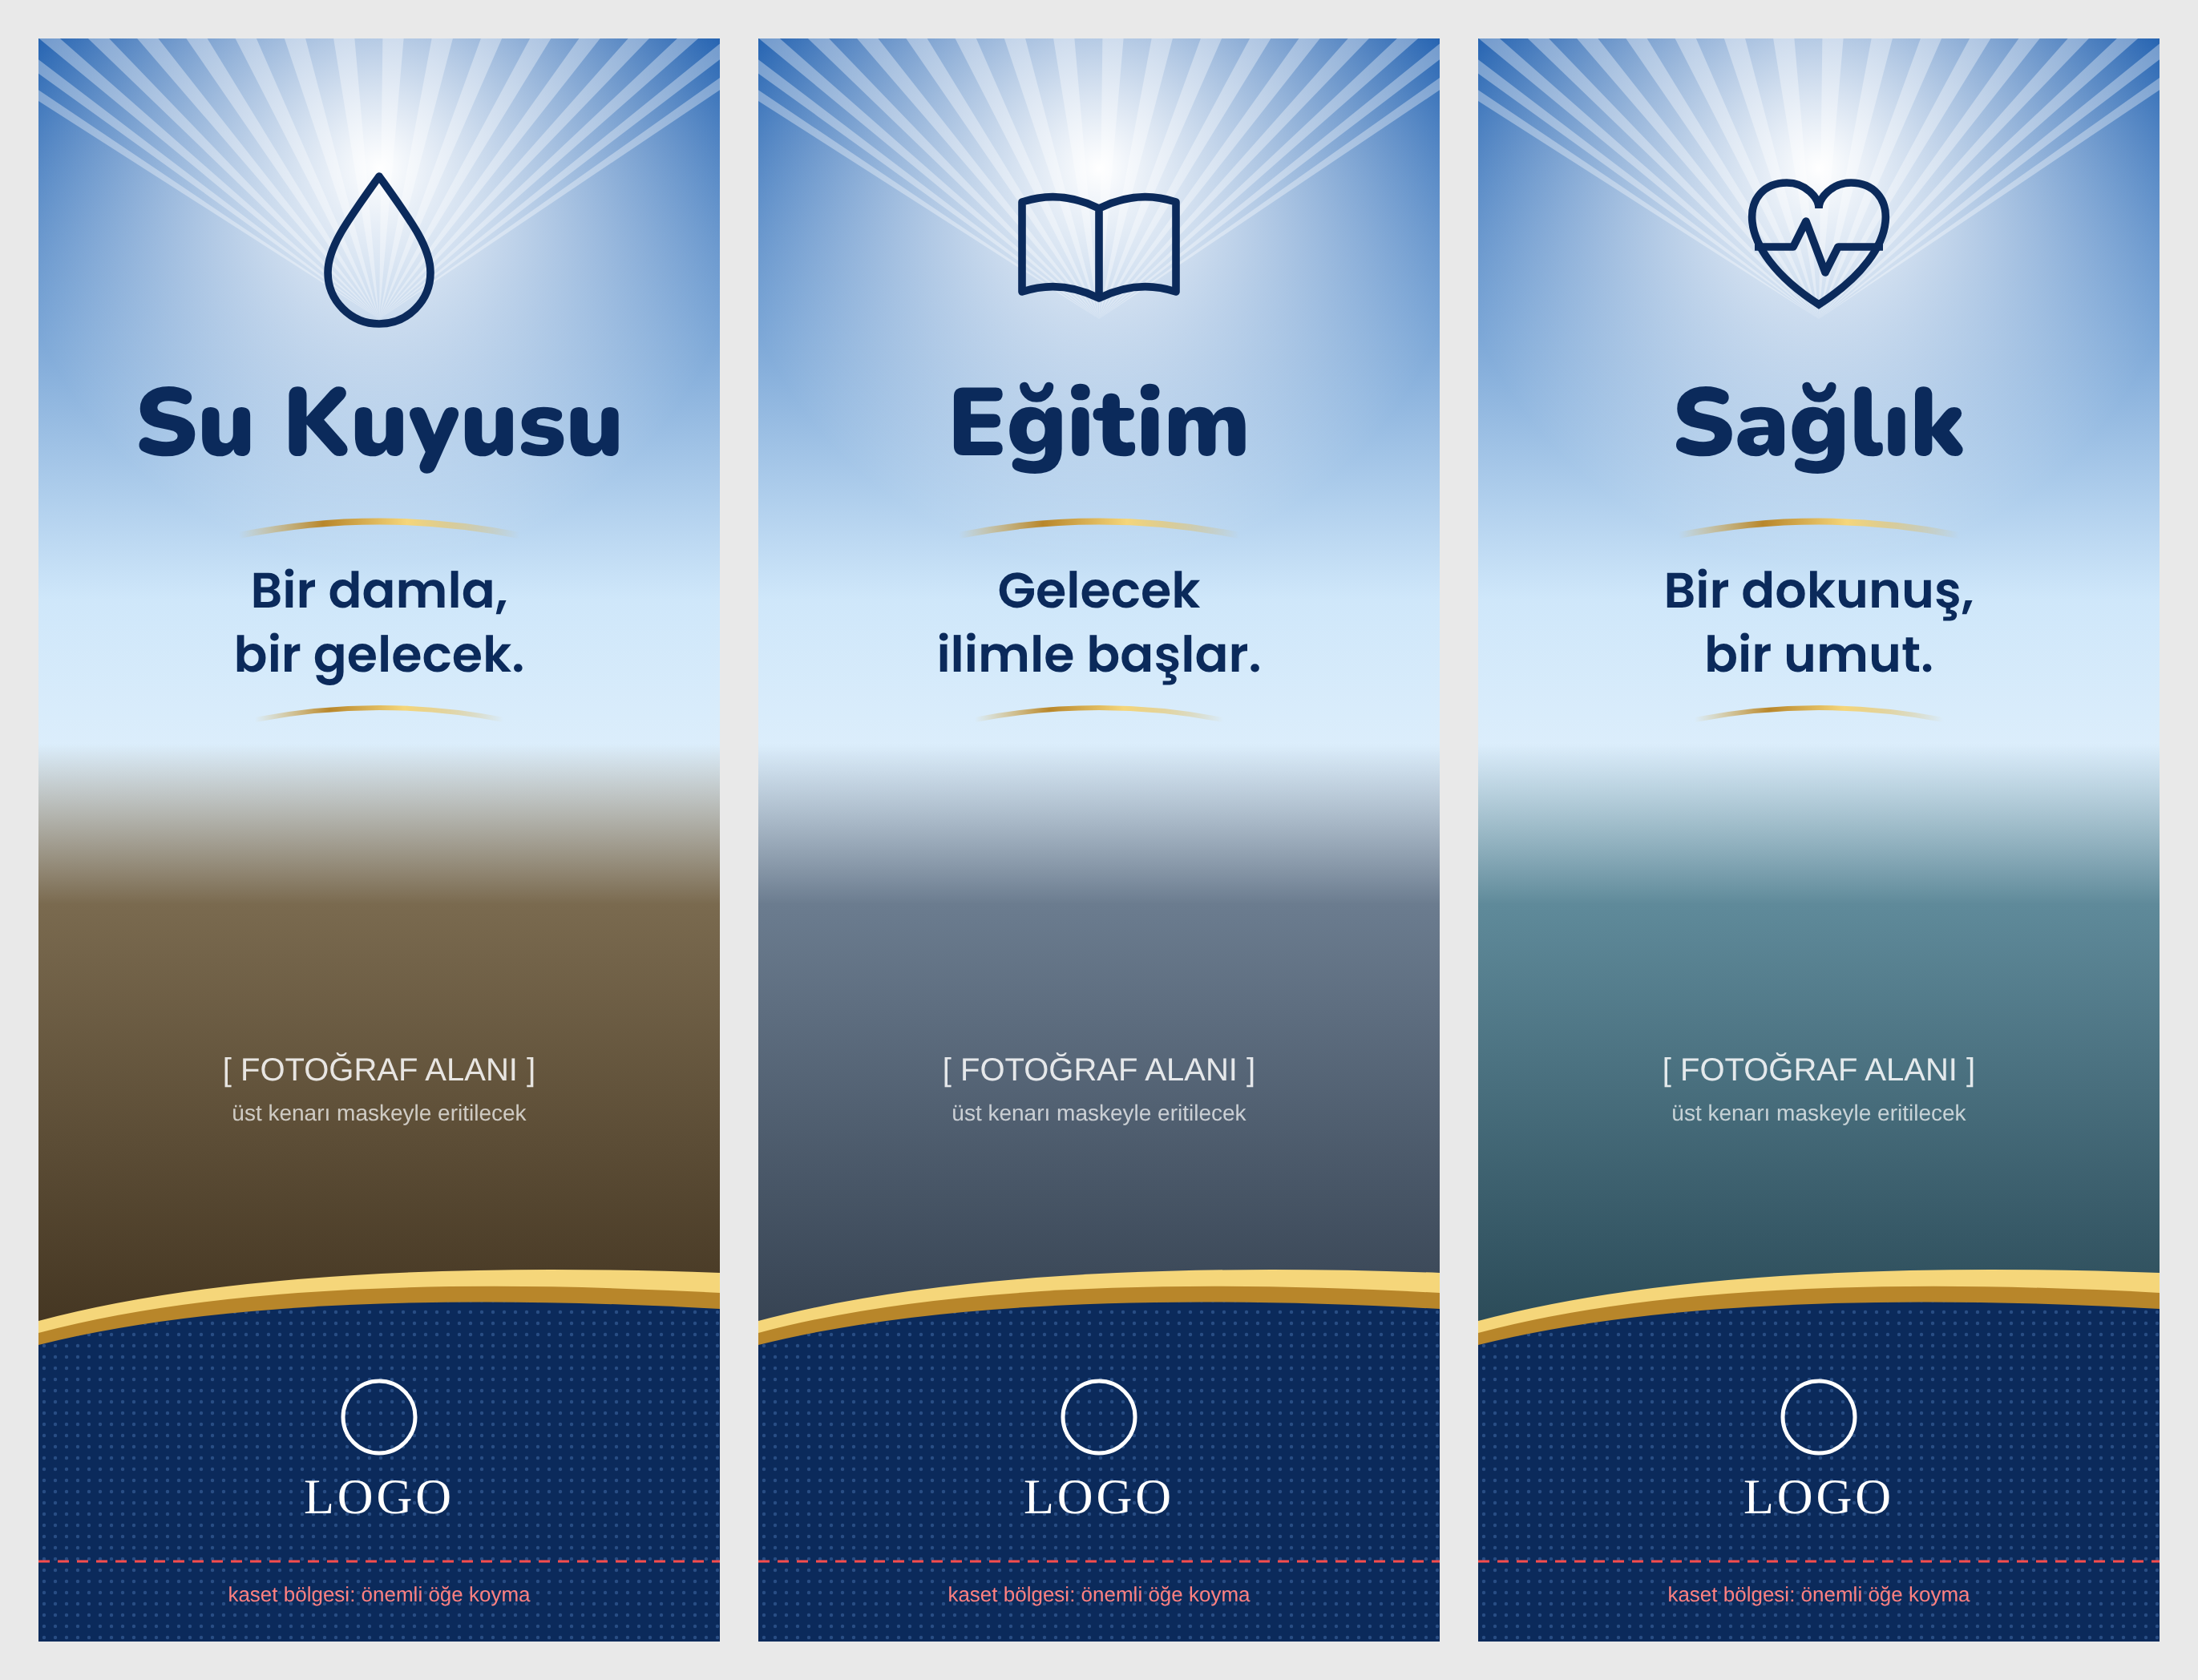 Su Kuyusu
Bir damla,
bir gelecek.
[ FOTOĞRAF ALANI ]
üst kenarı maskeyle eritilecek
LOGO
kaset bölgesi: önemli öğe koyma
Eğitim
Gelecek
ilimle başlar.
[ FOTOĞRAF ALANI ]
üst kenarı maskeyle eritilecek
LOGO
kaset bölgesi: önemli öğe koyma
Sağlık
Bir dokunuş,
bir umut.
[ FOTOĞRAF ALANI ]
üst kenarı maskeyle eritilecek
LOGO
kaset bölgesi: önemli öğe koyma